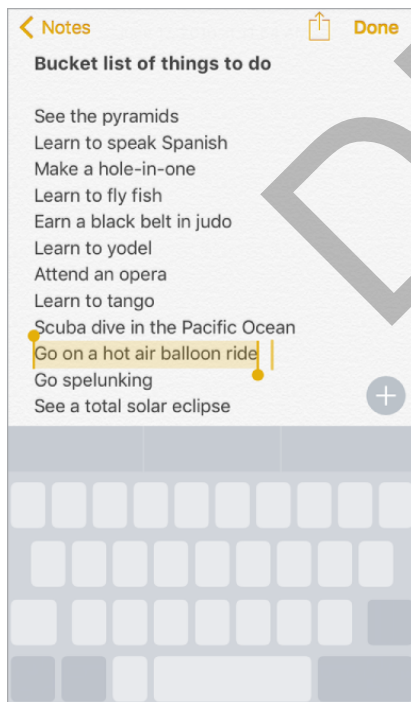 Notes
Done
Bucket list of things to do
See the pyramids
Learn to speak Spanish
Make a hole-in-one
Learn to fly fish
Earn a black belt in judo
Learn to yodel
Attend an opera
Learn to tango
Scuba dive in the Pacific Ocean
Go on a hot air balloon ride
Go spelunking
See a total solar eclipse